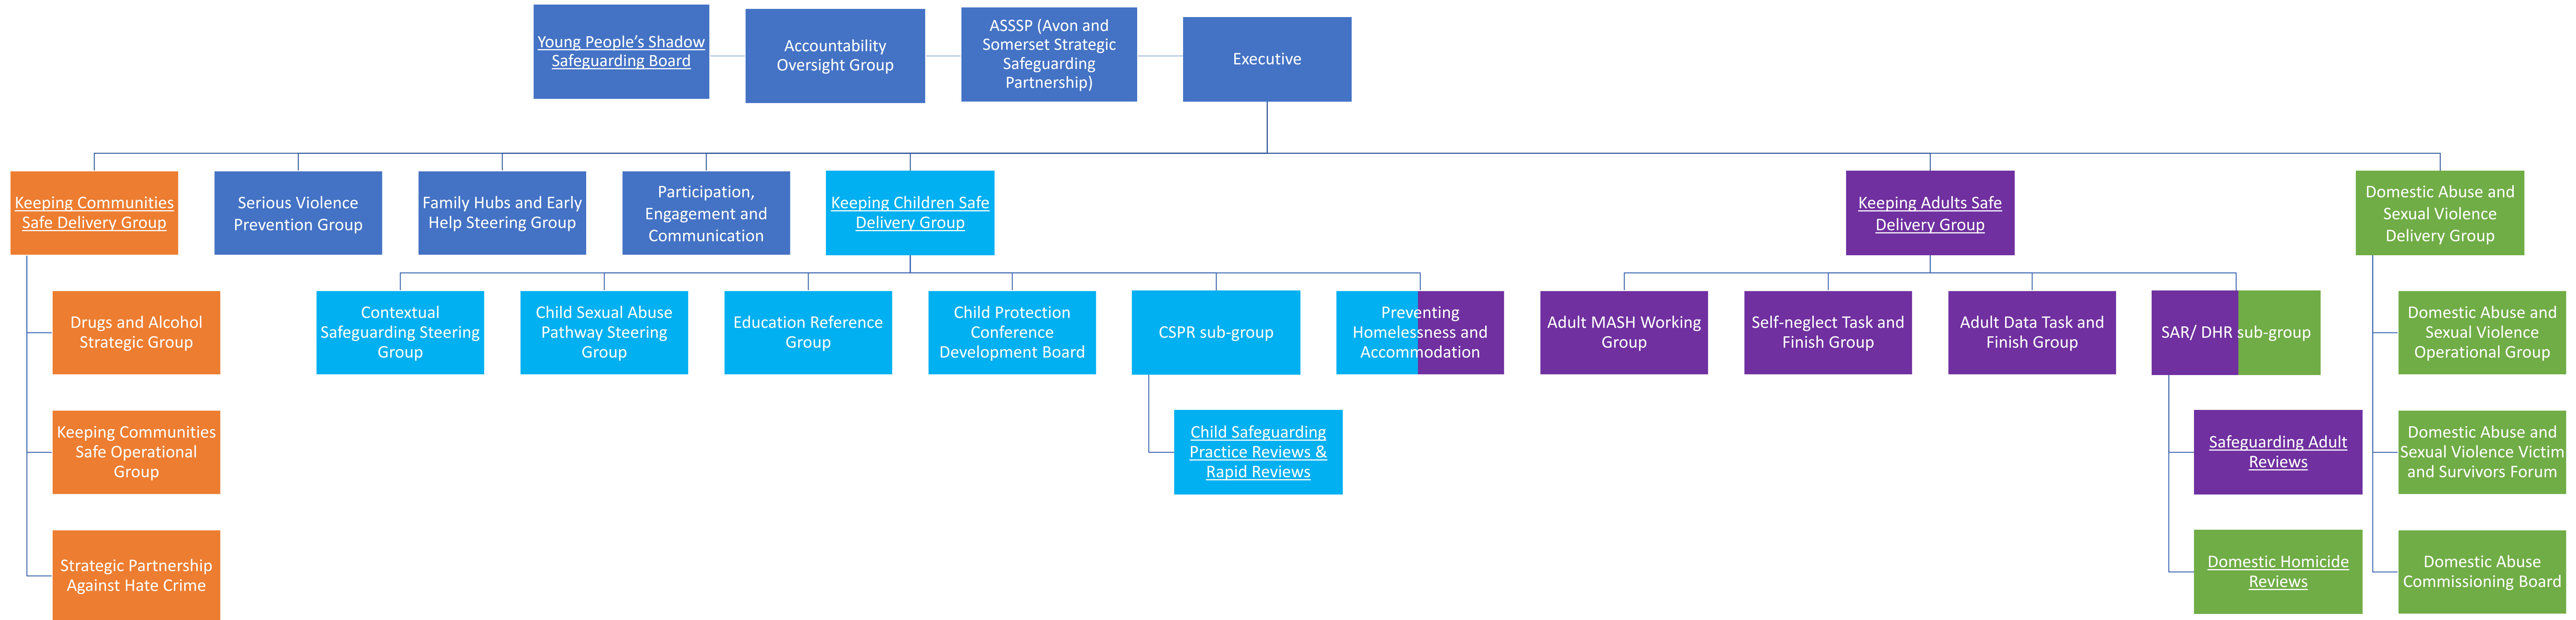 Young People’s Shadow
Safeguarding Board
Accountability
Oversight Group
ASSSP (Avon and
Somerset Strategic
Safeguarding
Partnership)
Executive
Keeping Communities
Safe Delivery Group
Serious Violence
Prevention Group
Family Hubs and Early
Help Steering Group
Participation,
Engagement and
Communication
Keeping Children Safe
Delivery Group
Keeping Adults Safe
Delivery Group
Domestic Abuse and
Sexual Violence
Delivery Group
Drugs and Alcohol
Strategic Group
Contextual
Safeguarding Steering
Group
Child Sexual Abuse
Pathway Steering
Group
Education Reference
Group
Child Protection
Conference
Development Board
CSPR sub-group
Preventing
Homelessness and
Accommodation
Adult MASH Working
Group
Self-neglect Task and
Finish Group
Adult Data Task and
Finish Group
SAR/ DHR sub-group
Domestic Abuse and
Sexual Violence
Operational Group
Keeping Communities
Safe Operational
Group
Child Safeguarding
Practice Reviews &
Rapid Reviews
Safeguarding Adult
Reviews
Domestic Abuse and
Sexual Violence Victim
and Survivors Forum
Strategic Partnership
Against Hate Crime
Domestic Homicide
Reviews
Domestic Abuse
Commissioning Board